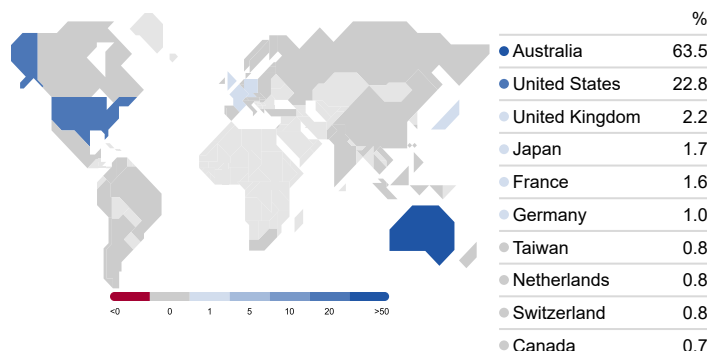 %
Australia 63.5
United States 22.8
United Kingdom 2.2
Japan 1.7
France 1.6
Germany 1.0
Taiwan 0.8
Netherlands 0.8
Switzerland 0.8
Canada 0.7
<0 0 1 5 10 20 >50